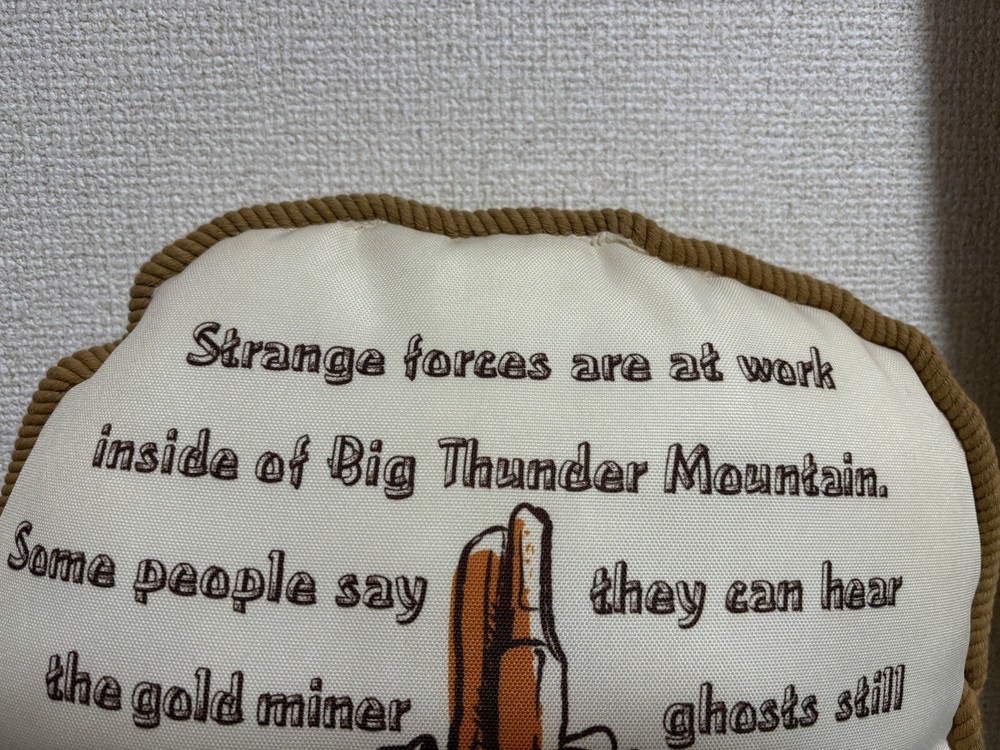 Strange forces are at work
inside of Big Thunder Mountain.
Some people say they can hear
the gold miner ghosts still